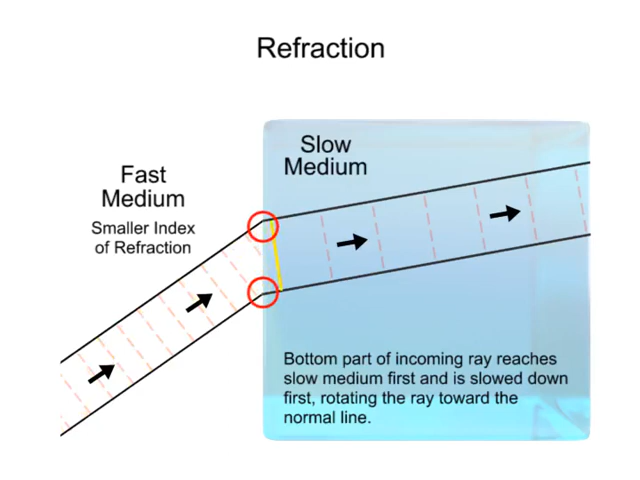 Refraction
Fast
Medium
Smaller Index
of Refraction
Slow
Medium
Bottom part of incoming ray reaches
slow medium first and is slowed down
first, rotating the ray toward the
normal line.